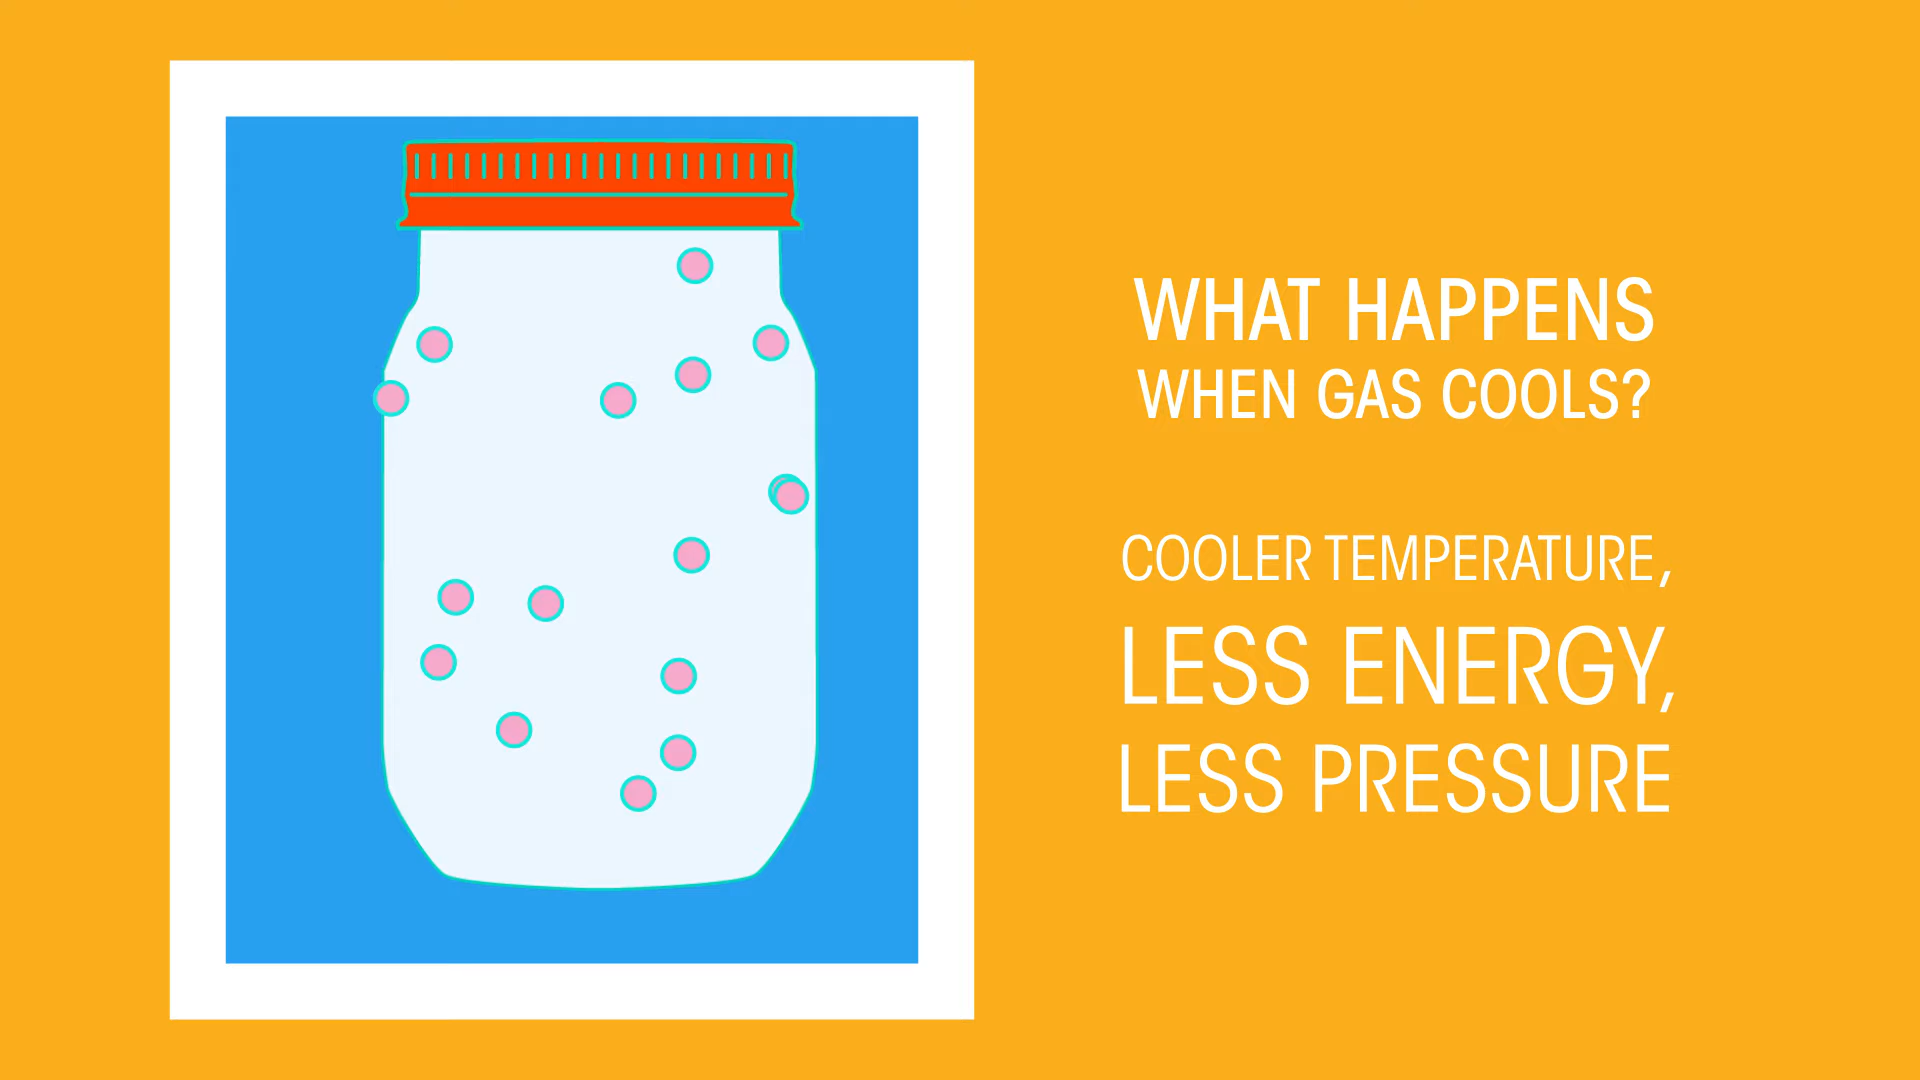 WHAT HAPPENS
WHEN GAS COOLS?
COOLER TEMPERATURE,
LESS ENERGY,
LESS PRESSURE